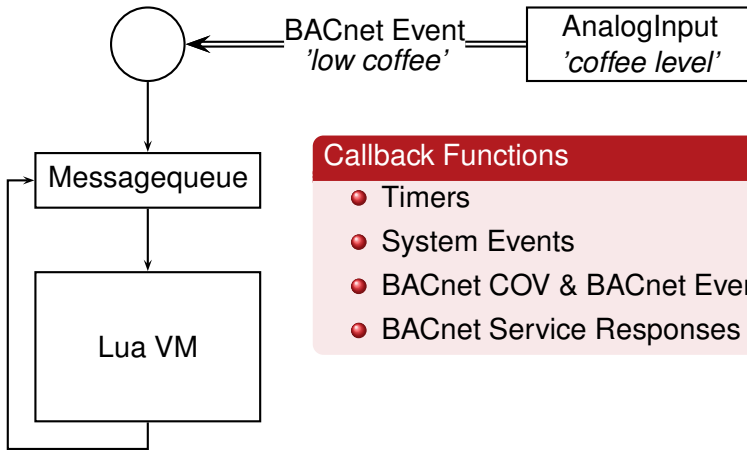 BACnet Event
'low coffee'
AnalogInput
'coffee level'
Messagequeue
Lua VM
Callback Functions
Timers
System Events
BACnet COV & BACnet Even
BACnet Service Responses